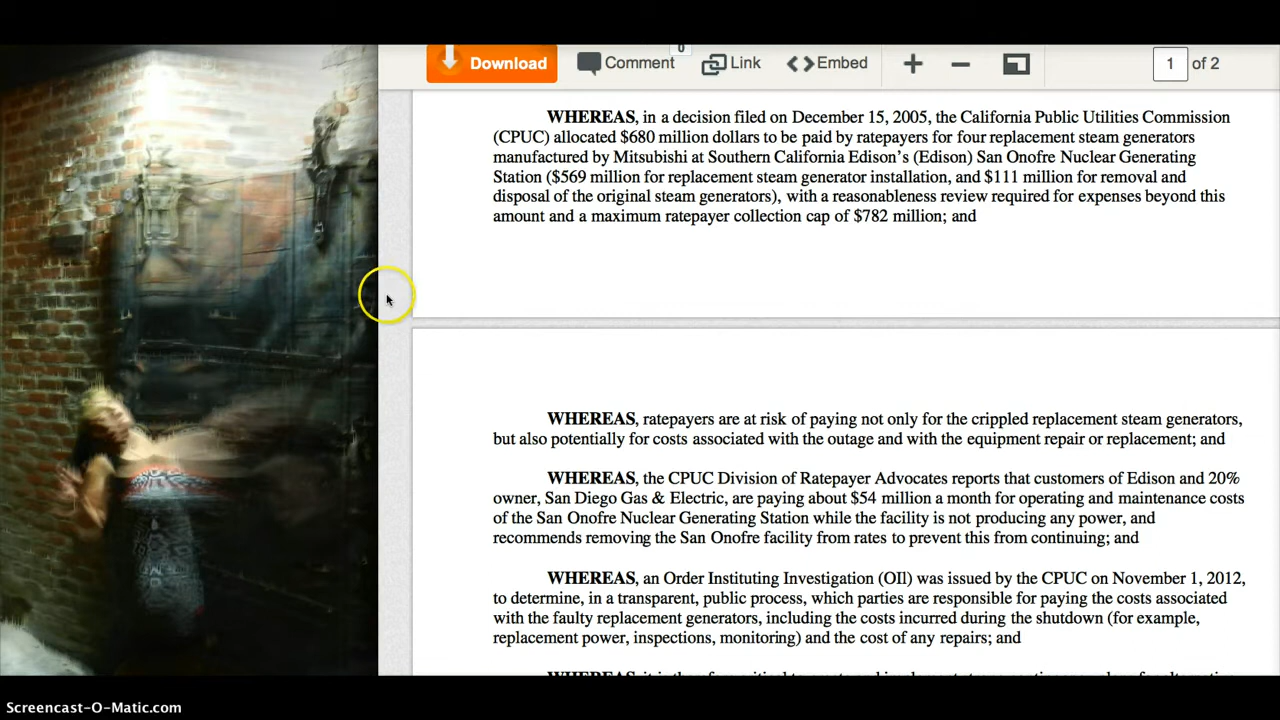 0
Download
Comment
Link
Embed
1 of 2
WHEREAS, in a decision filed on December 15, 2005, the California Public Utilities Commission
(CPUC) allocated $680 million dollars to be paid by ratepayers for four replacement steam generators
manufactured by Mitsubishi at Southern California Edison’s (Edison) San Onofre Nuclear Generating
Station ($569 million for replacement steam generator installation, and $111 million for removal and
disposal of the original steam generators), with a reasonableness review required for expenses beyond this
amount and a maximum ratepayer collection cap of $782 million; and
WHEREAS, ratepayers are at risk of paying not only for the crippled replacement steam generators,
but also potentially for costs associated with the outage and with the equipment repair or replacement; and
WHEREAS, the CPUC Division of Ratepayer Advocates reports that customers of Edison and 20%
owner, San Diego Gas & Electric, are paying about $54 million a month for operating and maintenance costs
of the San Onofre Nuclear Generating Station while the facility is not producing any power, and
recommends removing the San Onofre facility from rates to prevent this from continuing; and
WHEREAS, an Order Instituting Investigation (OII) was issued by the CPUC on November 1, 2012,
to determine, in a transparent, public process, which parties are responsible for paying the costs associated
with the faulty replacement generators, including the costs incurred during the shutdown (for example,
replacement power, inspections, monitoring) and the cost of any repairs; and
Screencast-O-Matic.com